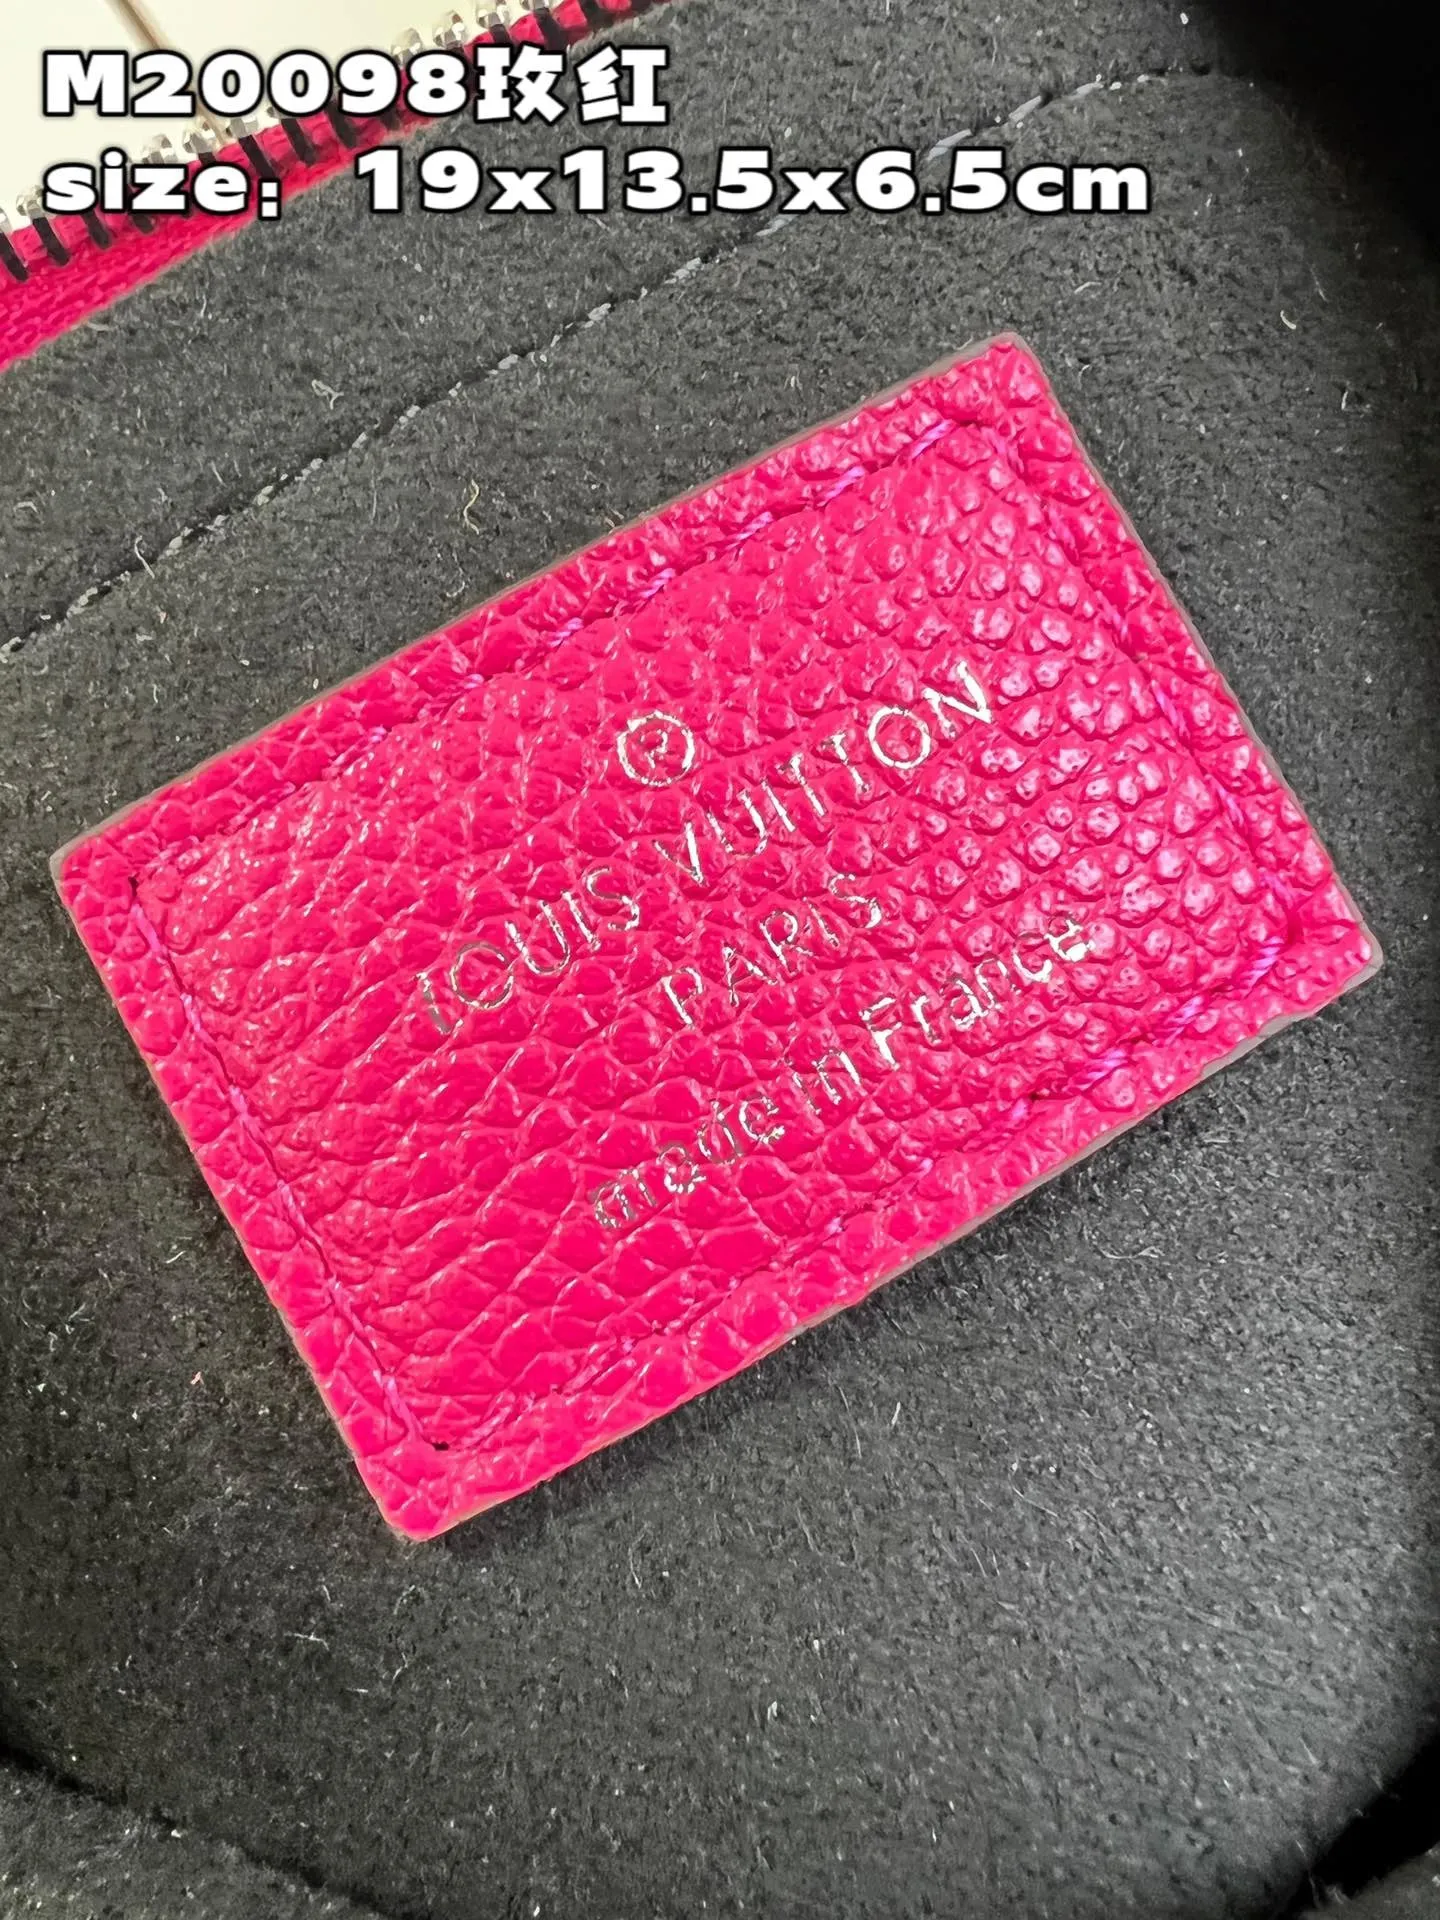 M20098玫红
size：19x13.5x6.5cm
®
LOUIS VUITTON
PARIS
made in France